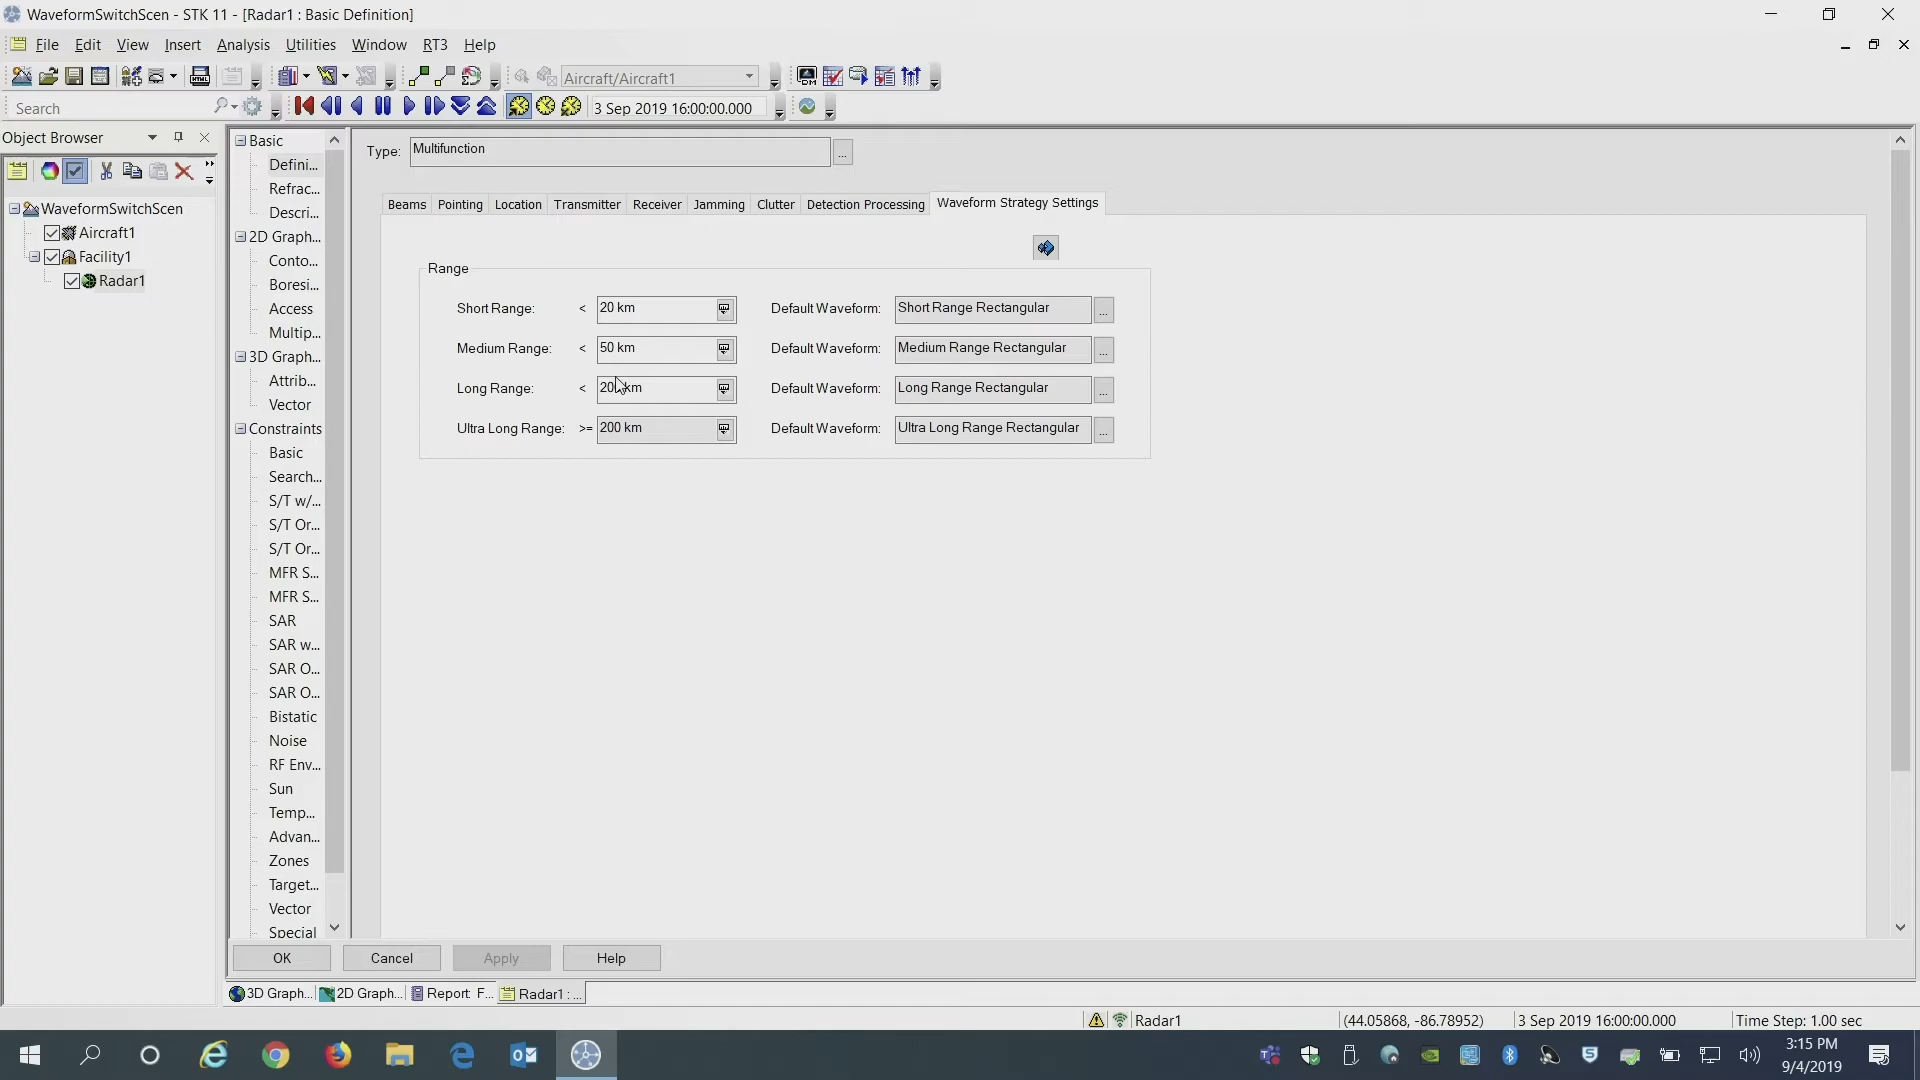 WaveformSwitchScen - STK 11 - [Radar1 : Basic Definition]
File Edit View Insert Analysis Utilities Window RT3 Help
Aircraft/Aircraft1
Search
3 Sep 2019 16:00:00.000
Object Browser
WaveformSwitchScen
Aircraft1
Facility1
Radar1
Basic
Defini...
Refrac...
Descri...
2D Graph...
Conto...
Boresi...
Access
Multip...
3D Graph...
Attrib...
Vector
Constraints
Basic
Search...
S/T w/...
S/T Or...
S/T Or...
MFR S...
MFR S...
SAR
SAR w...
SAR O...
SAR O...
Bistatic
Noise
RF Env...
Sun
Temp...
Advan...
Zones
Target...
Vector
Special
Type: Multifunction ...
Beams Pointing Location Transmitter Receiver Jamming Clutter Detection Processing Waveform Strategy Settings
Range
Short Range: < 20 km Default Waveform: Short Range Rectangular ...
Medium Range: < 50 km Default Waveform: Medium Range Rectangular ...
Long Range: < km Default Waveform: Long Range Rectangular ...
Ultra Long Range: >= 200 km Default Waveform: Ultra Long Range Rectangular ...
OK Cancel Apply Help
3D Graph... 2D Graph... Report: F... Radar1 : ...
Radar1 (44.05868, -86.78952) 3 Sep 2019 16:00:00.000 Time Step: 1.00 sec
3:15 PM
9/4/2019